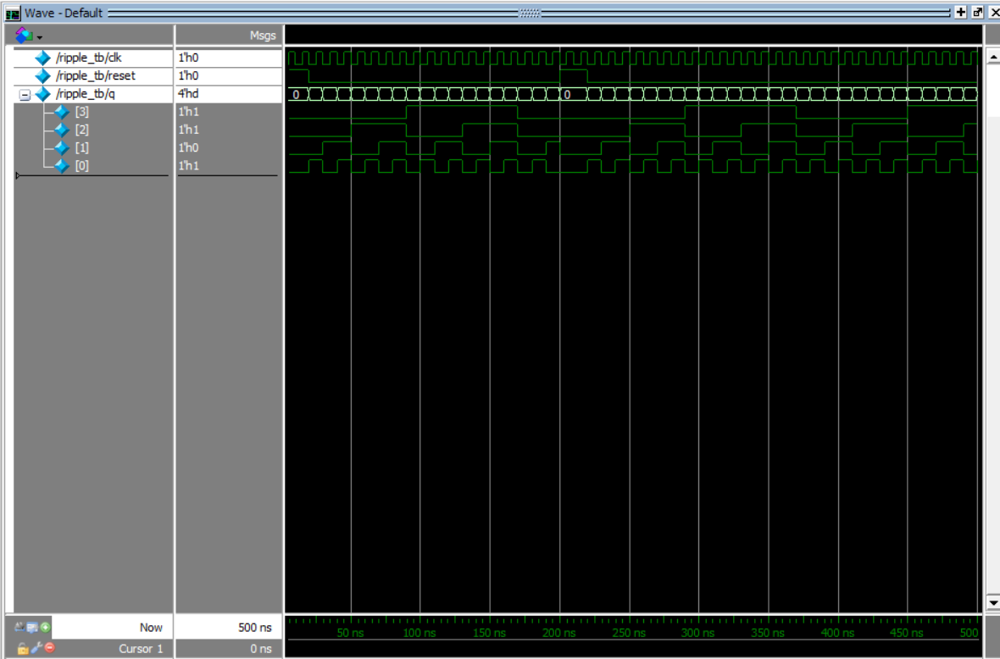 Wave - Default
Msgs
/ripple_tb/clk 1'h0
/ripple_tb/reset 1'h0
/ripple_tb/q 4'hd 0 0
[3] 1'h1
[2] 1'h1
[1] 1'h0
[0] 1'h1
Now 500 ns 50 ns 100 ns 150 ns 200 ns 250 ns 300 ns 350 ns 400 ns 450 ns 500
Cursor 1 0 ns